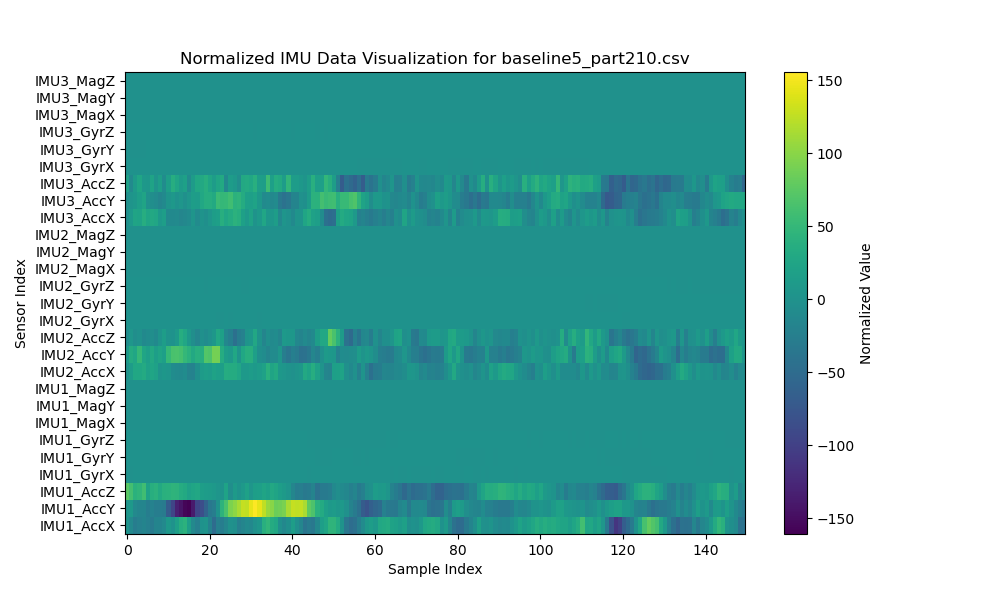 Normalized IMU Data Visualization for baseline5_part210.csv
IMU3_MagZ
IMU3_MagY
IMU3_MagX
IMU3_GyrZ
IMU3_GyrY
IMU3_GyrX
IMU3_AccZ
IMU3_AccY
IMU3_AccX
IMU2_MagZ
IMU2_MagY
IMU2_MagX
IMU2_GyrZ
IMU2_GyrY
IMU2_GyrX
IMU2_AccZ
IMU2_AccY
IMU2_AccX
IMU1_MagZ
IMU1_MagY
IMU1_MagX
IMU1_GyrZ
IMU1_GyrY
IMU1_GyrX
IMU1_AccZ
IMU1_AccY
IMU1_AccX
Sensor Index
0 20 40 60 80 100 120 140
Sample Index
150
100
50
0
−50
−100
−150
Normalized Value